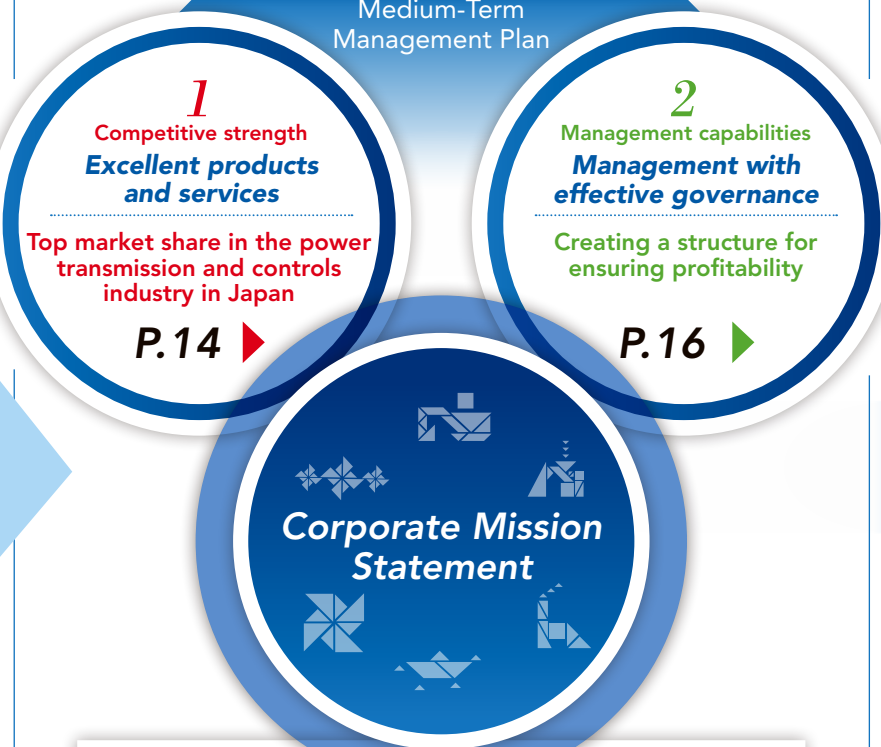 Medium-Term
Management Plan
1
Competitive strength
Excellent products
and services
Top market share in the power
transmission and controls
industry in Japan
P.14
2
Management capabilities
Management with
effective governance
Creating a structure for
ensuring profitability
P.16
Corporate Mission
Statement